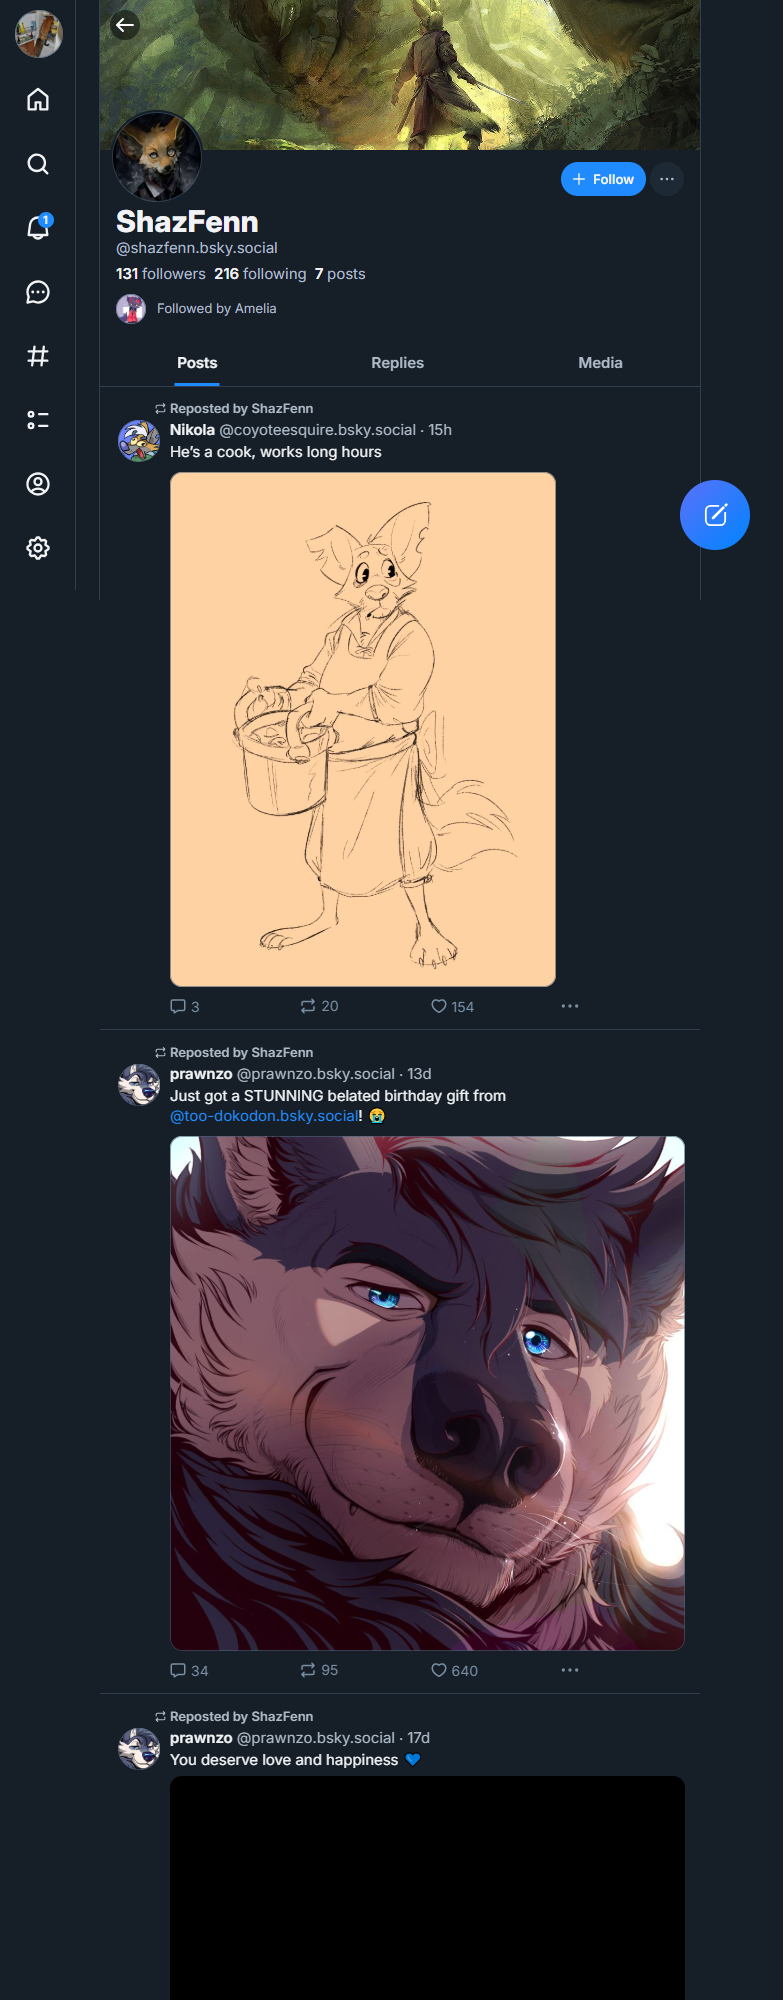 Follow
1
ShazFenn
@shazfenn.bsky.social
131 followers 216 following 7 posts
Followed by Amelia
Posts Replies Media
Reposted by ShazFenn
Nikola @coyoteesquire.bsky.social · 15h
He's a cook, works long hours
3 20 154
Reposted by ShazFenn
prawnzo @prawnzo.bsky.social · 13d
Just got a STUNNING belated birthday gift from
@too-dokodon.bsky.social! 😭
34 95 640
Reposted by ShazFenn
prawnzo @prawnzo.bsky.social · 17d
You deserve love and happiness 💙